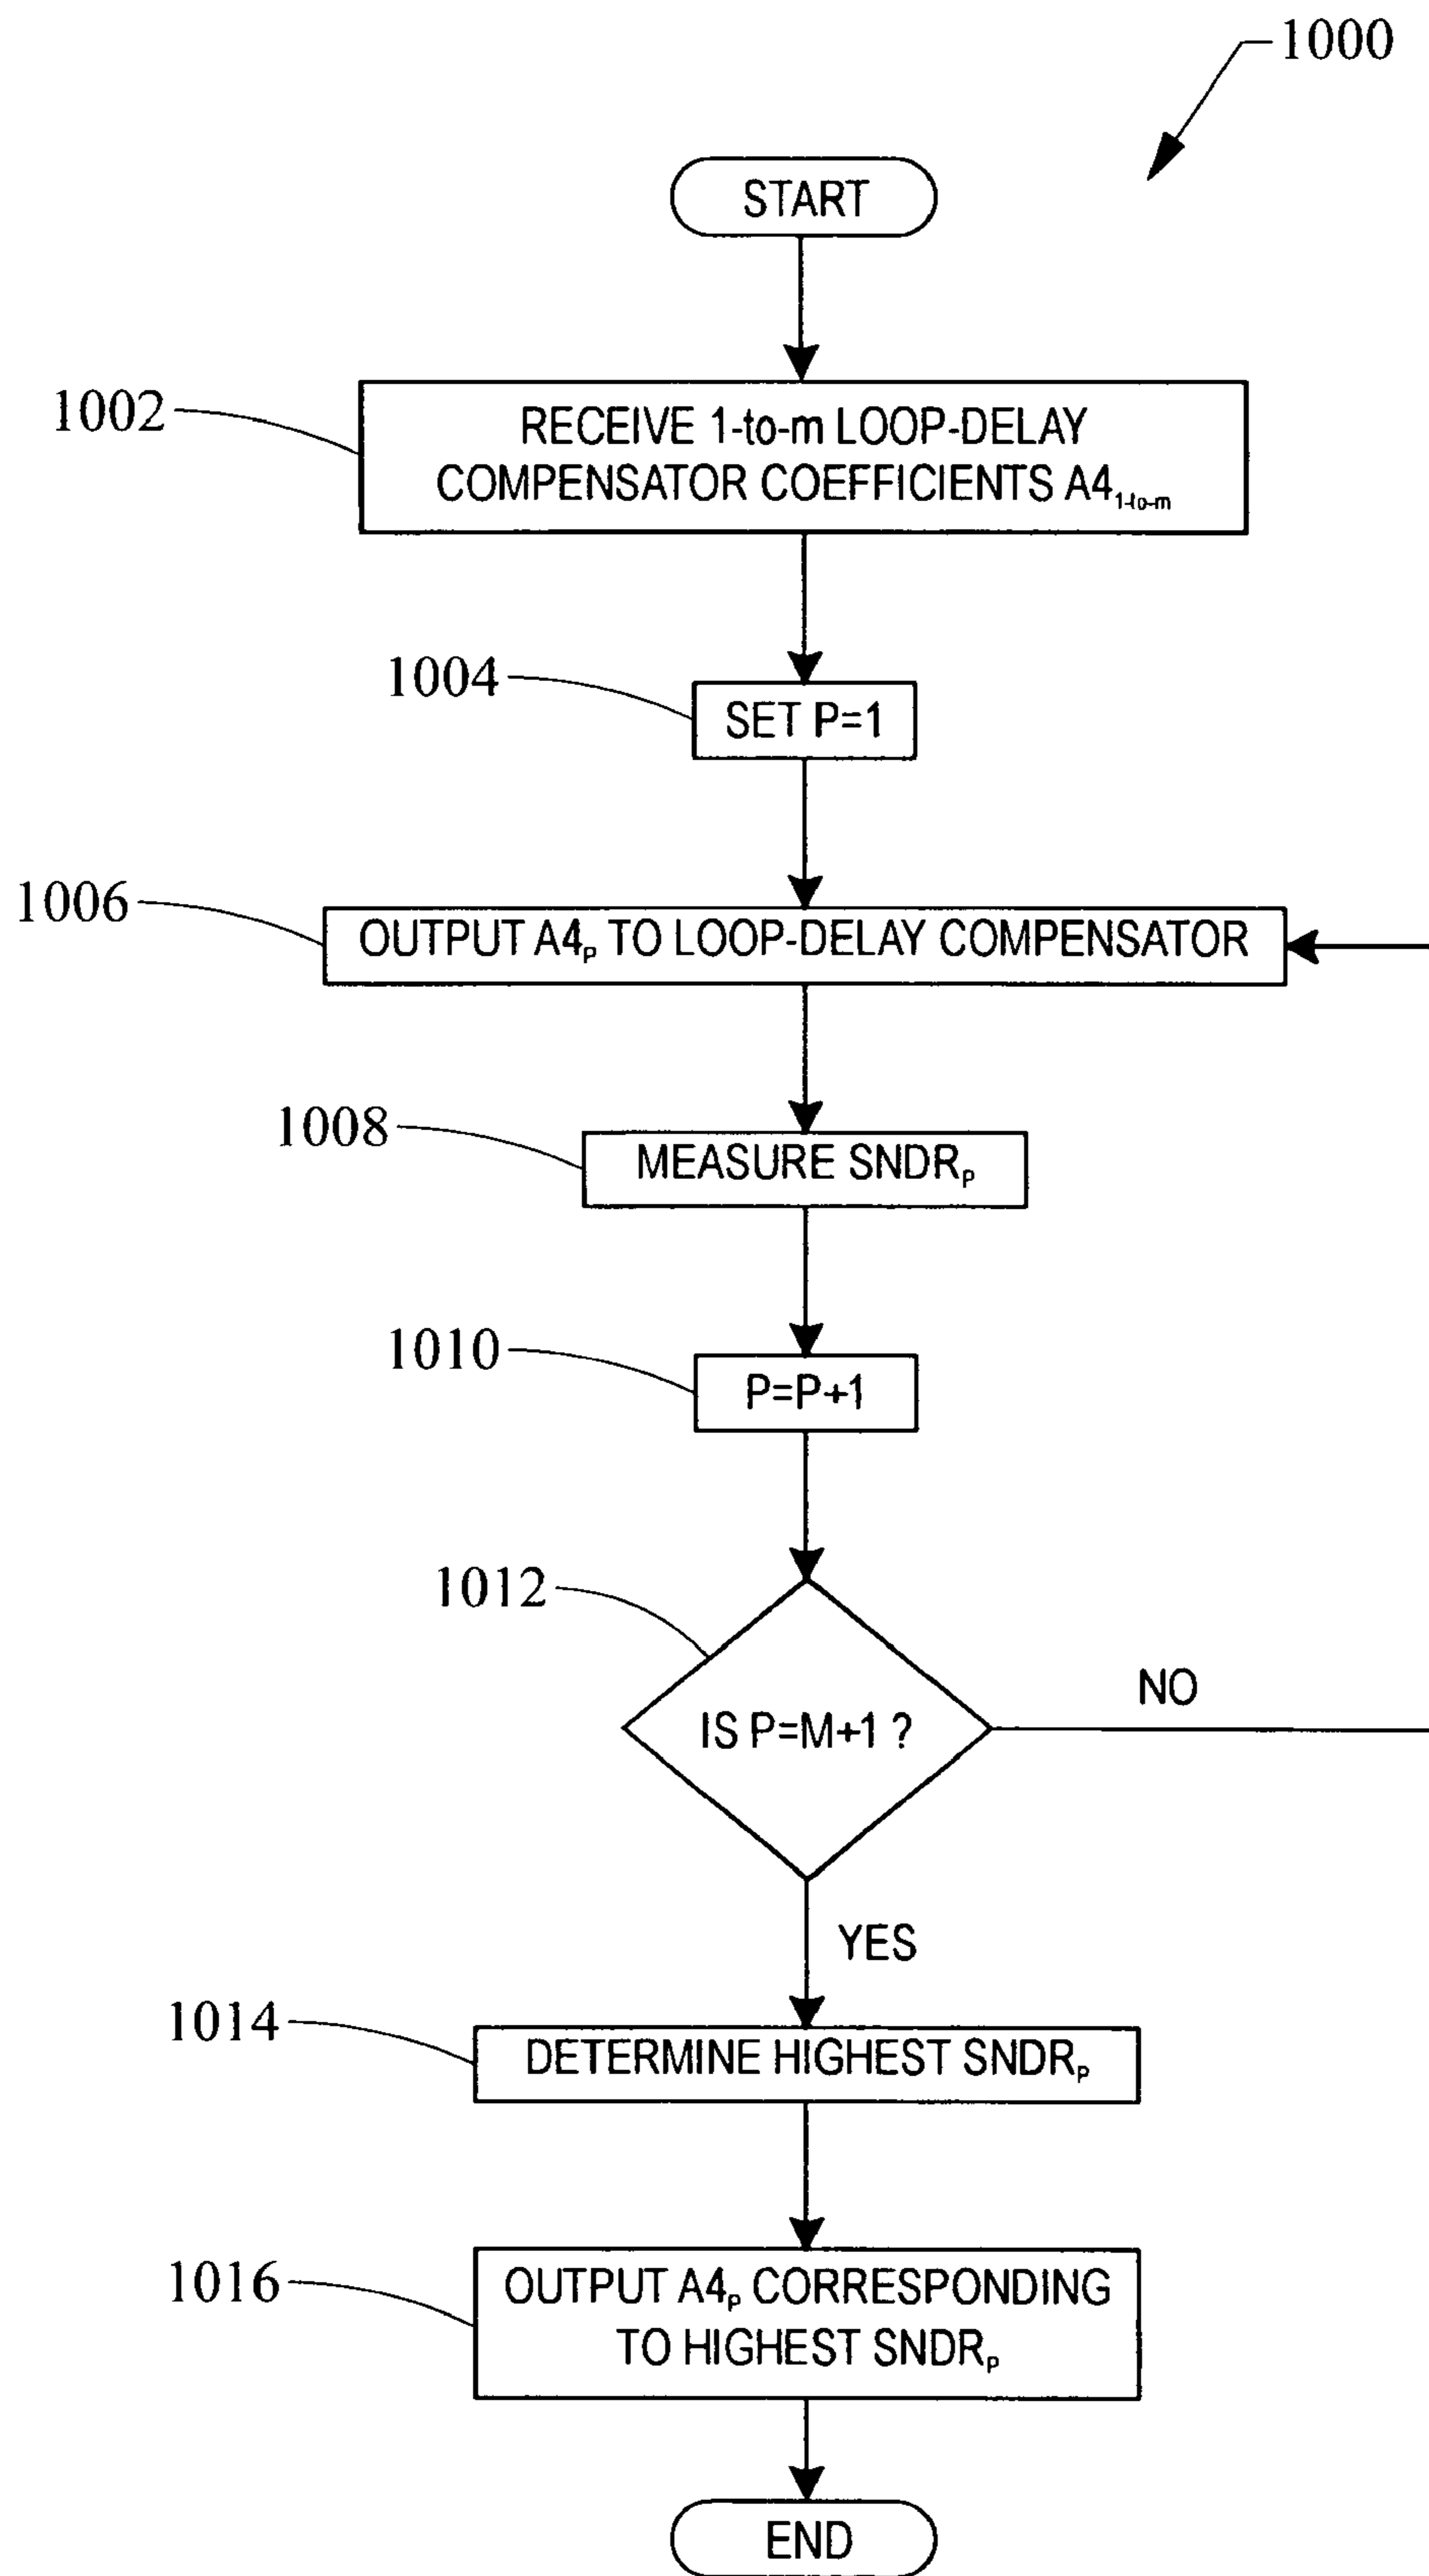 1000
START
1002
RECEIVE 1-to-m LOOP-DELAY
COMPENSATOR COEFFICIENTS A4₁₋ₜₒ₋ₘ
1004
SET P=1
1006
OUTPUT A4ₚ TO LOOP-DELAY COMPENSATOR
1008
MEASURE SNDRₚ
1010
P=P+1
1012
IS P=M+1 ?
NO
YES
1014
DETERMINE HIGHEST SNDRₚ
1016
OUTPUT A4ₚ CORRESPONDING
TO HIGHEST SNDRₚ
END